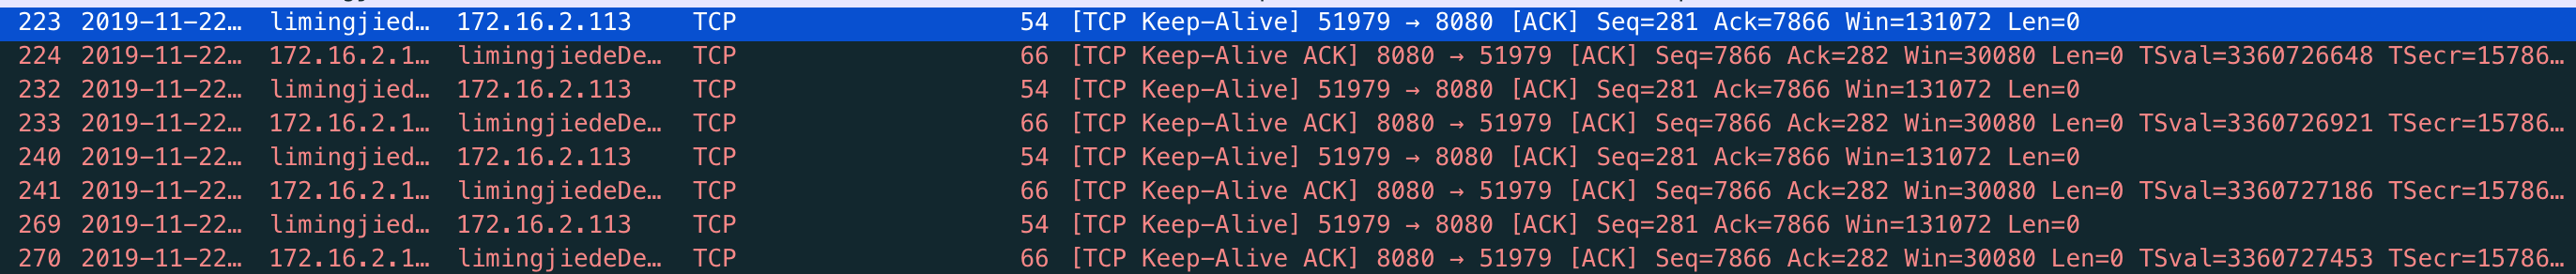 223 2019-11-22… limingjied… 172.16.2.113 TCP 54 [TCP Keep-Alive] 51979 → 8080 [ACK] Seq=281 Ack=7866 Win=131072 Len=0
224 2019-11-22… 172.16.2.1… limingjiedeDe… TCP 66 [TCP Keep-Alive ACK] 8080 → 51979 [ACK] Seq=7866 Ack=282 Win=30080 Len=0 TSval=3360726648 TSecr=15786…
232 2019-11-22… limingjied… 172.16.2.113 TCP 54 [TCP Keep-Alive] 51979 → 8080 [ACK] Seq=281 Ack=7866 Win=131072 Len=0
233 2019-11-22… 172.16.2.1… limingjiedeDe… TCP 66 [TCP Keep-Alive ACK] 8080 → 51979 [ACK] Seq=7866 Ack=282 Win=30080 Len=0 TSval=3360726921 TSecr=15786…
240 2019-11-22… limingjied… 172.16.2.113 TCP 54 [TCP Keep-Alive] 51979 → 8080 [ACK] Seq=281 Ack=7866 Win=131072 Len=0
241 2019-11-22… 172.16.2.1… limingjiedeDe… TCP 66 [TCP Keep-Alive ACK] 8080 → 51979 [ACK] Seq=7866 Ack=282 Win=30080 Len=0 TSval=3360727186 TSecr=15786…
269 2019-11-22… limingjied… 172.16.2.113 TCP 54 [TCP Keep-Alive] 51979 → 8080 [ACK] Seq=281 Ack=7866 Win=131072 Len=0
270 2019-11-22… 172.16.2.1… limingjiedeDe… TCP 66 [TCP Keep-Alive ACK] 8080 → 51979 [ACK] Seq=7866 Ack=282 Win=30080 Len=0 TSval=3360727453 TSecr=15786…